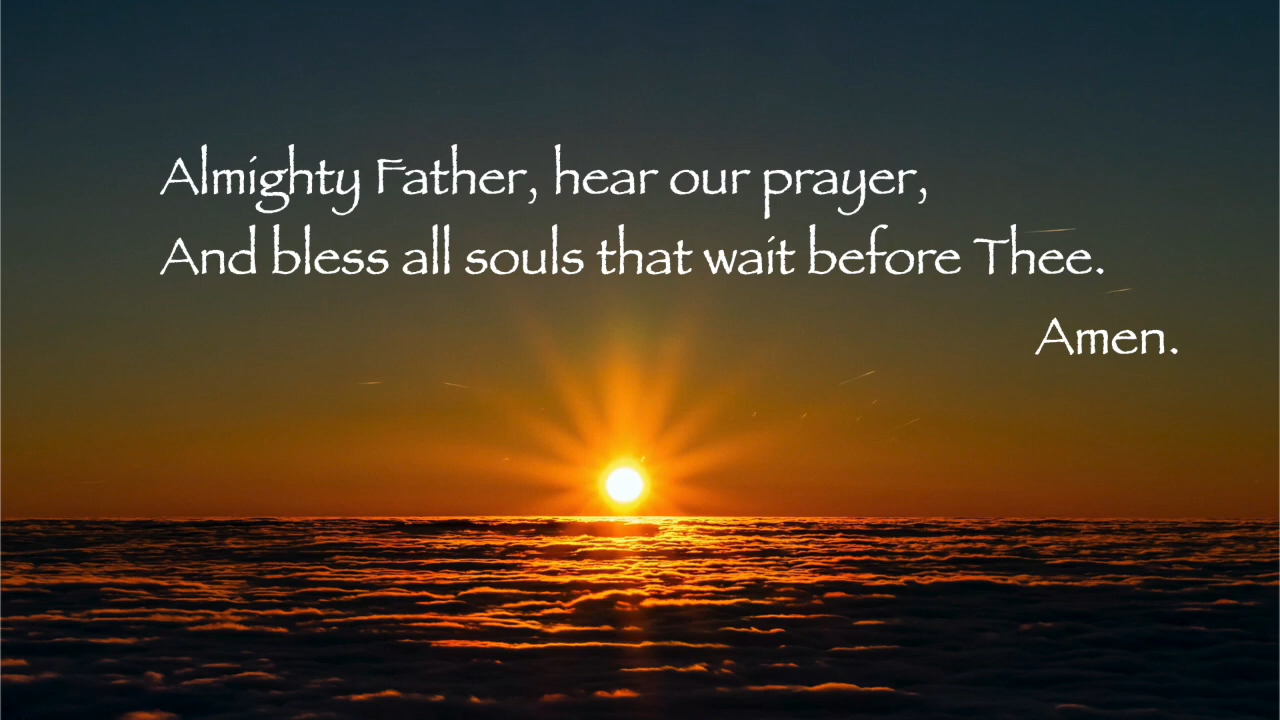 Almighty Father, hear our prayer,
And bless all souls that wait before Thee.
Amen.